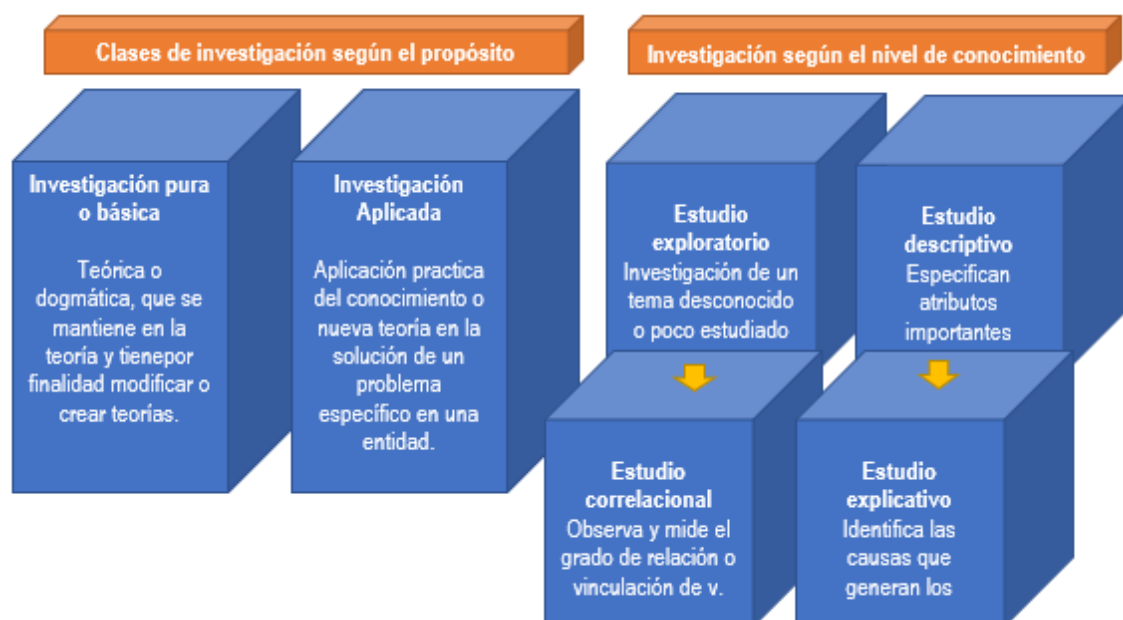 Clases de investigación según el propósito
Investigación pura
o básica
Teórica o
dogmática, que se
mantiene en la
teoría y tienepor
finalidad modificar o
crear teorías.
Investigación
Aplicada
Aplicación practica
del conocimiento o
nueva teoría en la
solución de un
problema
específico en una
entidad.
Investigación según el nivel de conocimiento
Estudio
exploratorio
Investigación de un
tema desconocido
o poco estudiado
Estudio
descriptivo
Especifican
atributos
importantes
Estudio
correlacional
Observa y mide el
grado de relación o
vinculación de v.
Estudio
explicativo
Identifica las
causas que
generan los